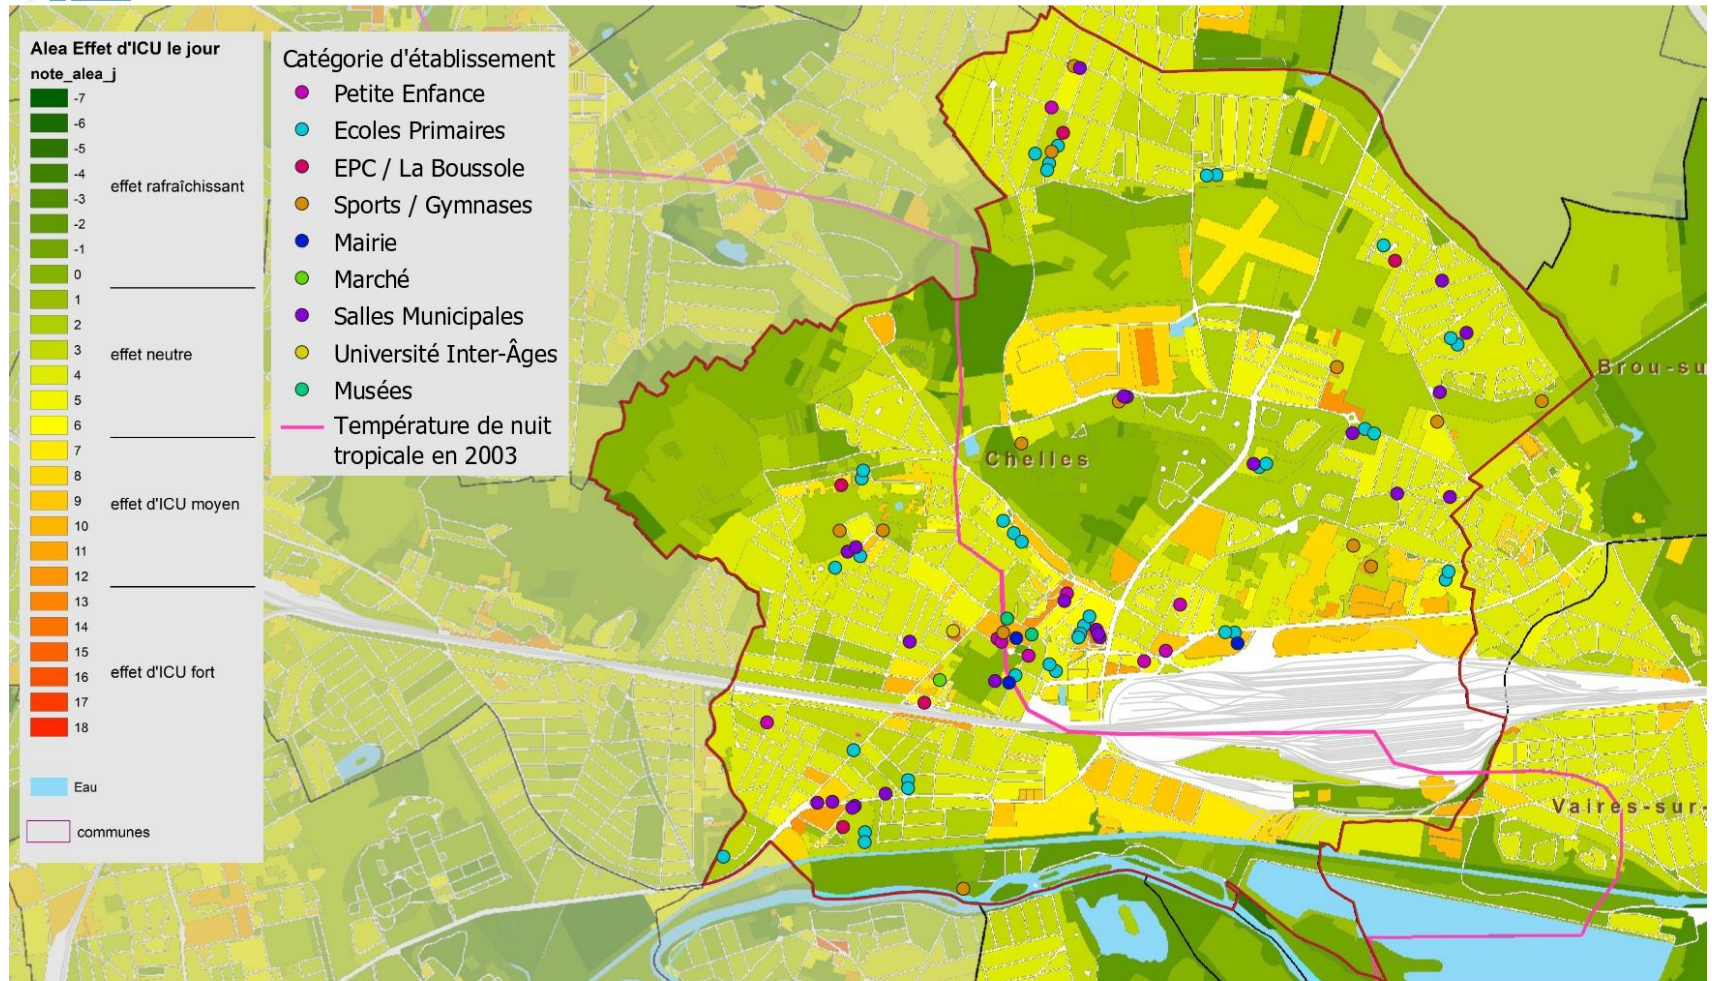 Alea Effet d'ICU le jour
note_alea_j
-7
-6
-5
-4
-3
-2
-1
0
1
2
3
4
5
6
7
8
9
10
11
12
13
14
15
16
17
18
effet rafraîchissant
effet neutre
effet d'ICU moyen
effet d'ICU fort
Eau
communes
Catégorie d'établissement
Petite Enfance
Ecoles Primaires
EPC / La Boussole
Sports / Gymnases
Mairie
Marché
Salles Municipales
Université Inter-Âges
Musées
Température de nuit
tropicale en 2003
Brou-su
Chelles
Vaires-sur-